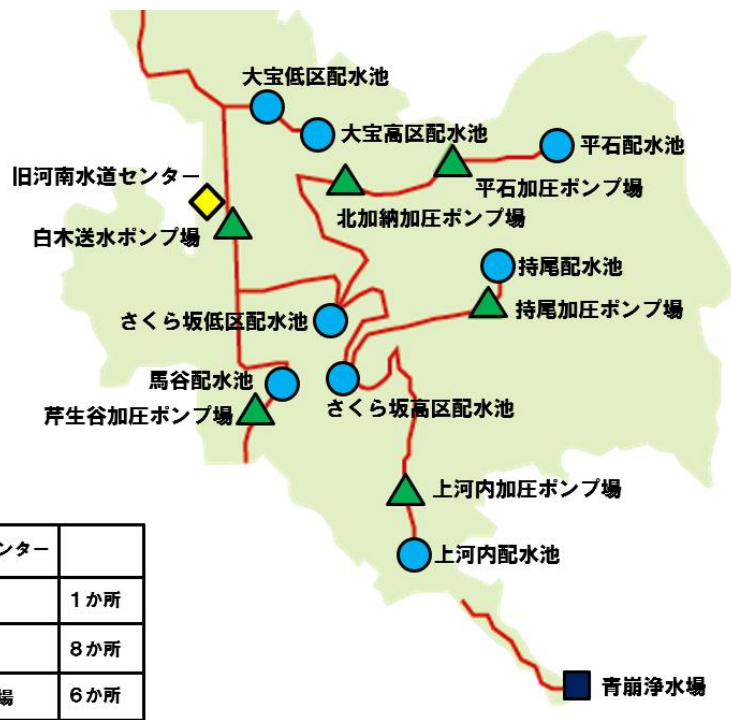 大宝低区配水池
大宝高区配水池
平石配水池
旧河南水道センター
平石加圧ポンプ場
北加納加圧ポンプ場
白木送水ポンプ場
持尾配水池
さくら坂低区配水池
持尾加圧ポンプ場
馬谷配水池
さくら坂高区配水池
芹生谷加圧ポンプ場
上河内加圧ポンプ場
上河内配水池
青崩浄水場
ンター
1か所
8か所
場 6か所